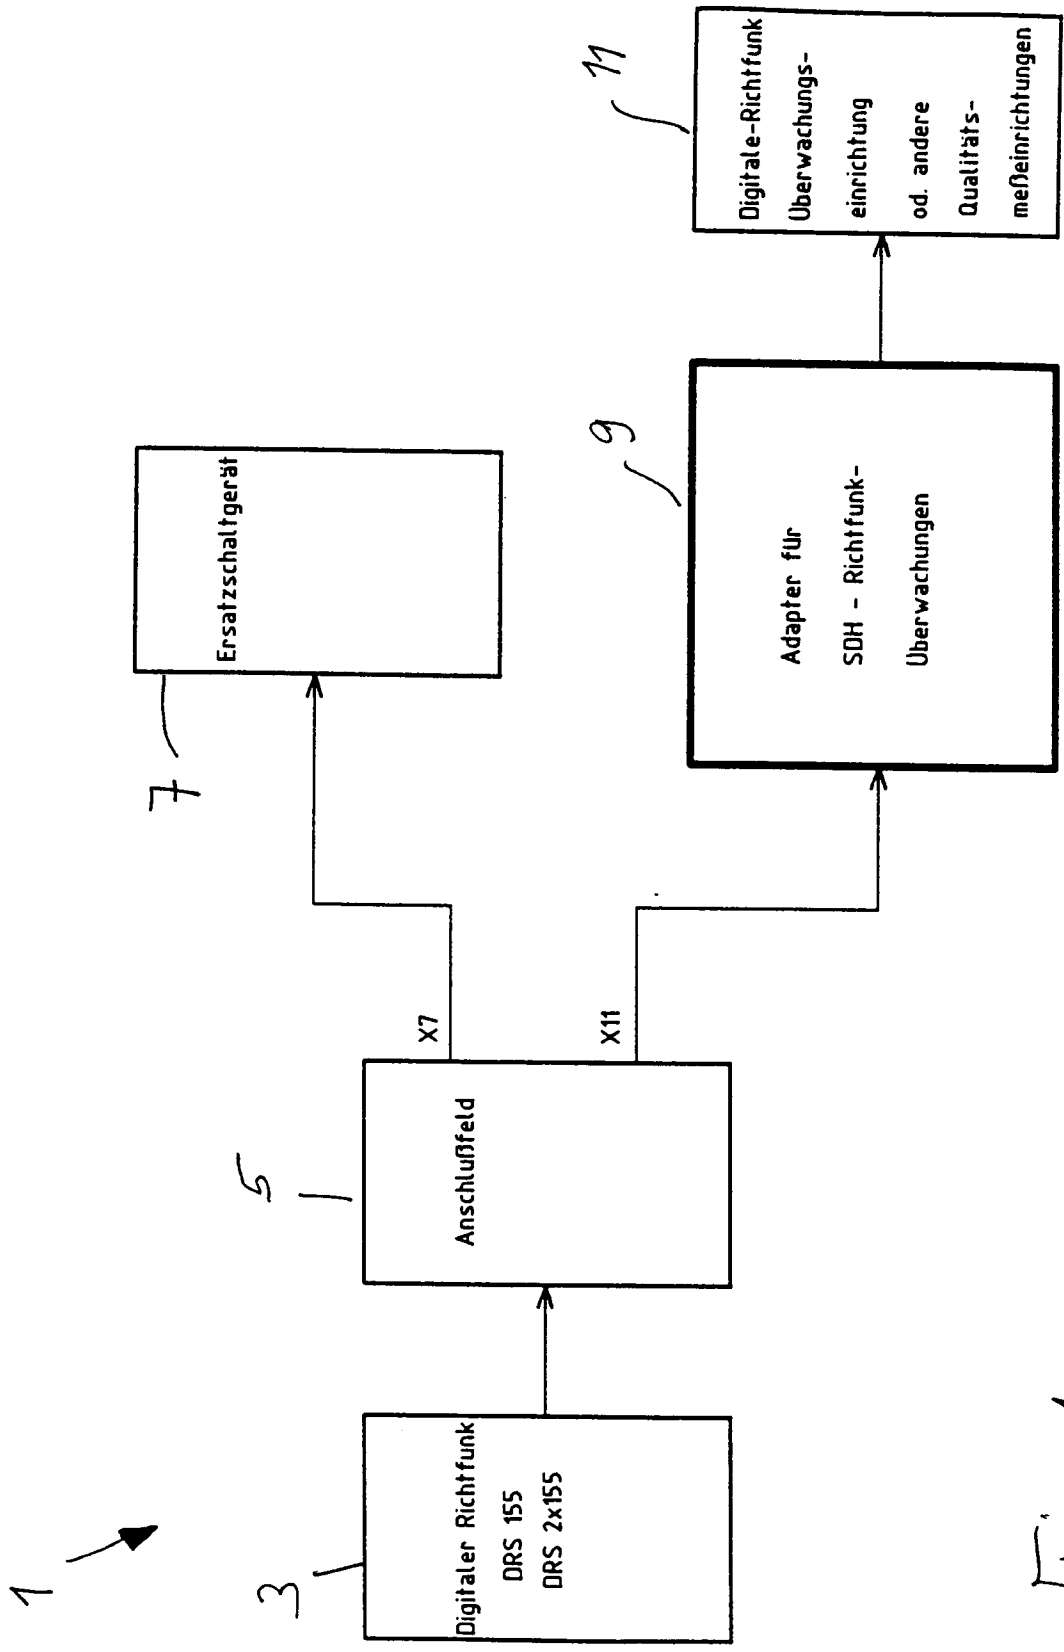 1
3
Digitaler Richtfunk
DRS 155
DRS 2x155
5
Anschlußfeld
X7
X11
7
Ersatzschaltgerät
9
Adapter für
SDH - Richtfunk-
Überwachungen
11
Digitale-Richtfunk
Überwachungs-
einrichtung
od. andere
Qualitäts-
meßeinrichtungen